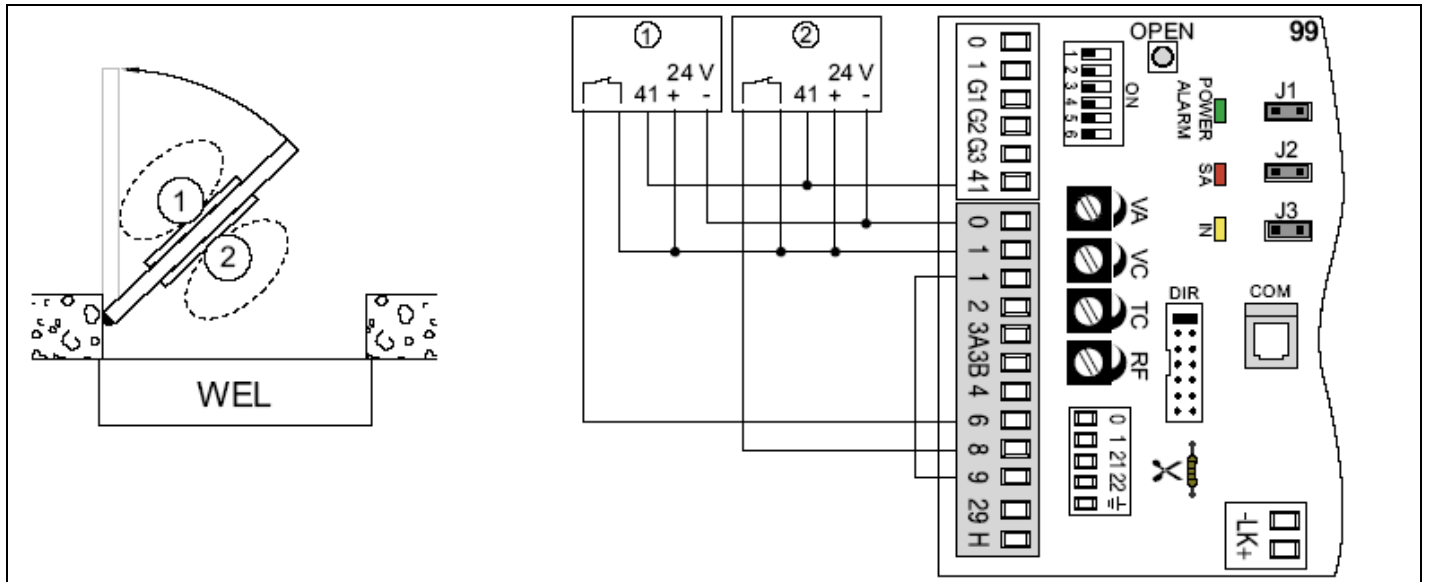 1
2
WEL
1
24 V
41 + -
2
24 V
41 + -
0
1
G1
G2
G3
41
0
1
1
2
3A
3B
4
6
8
9
29
H
1
2
3
4
5
6
ON
OPEN
99
POWER
ALARM
SA
IN
J1
J2
J3
VA
VC
TC
RF
DIR
COM
0
1
21
22
-LK+